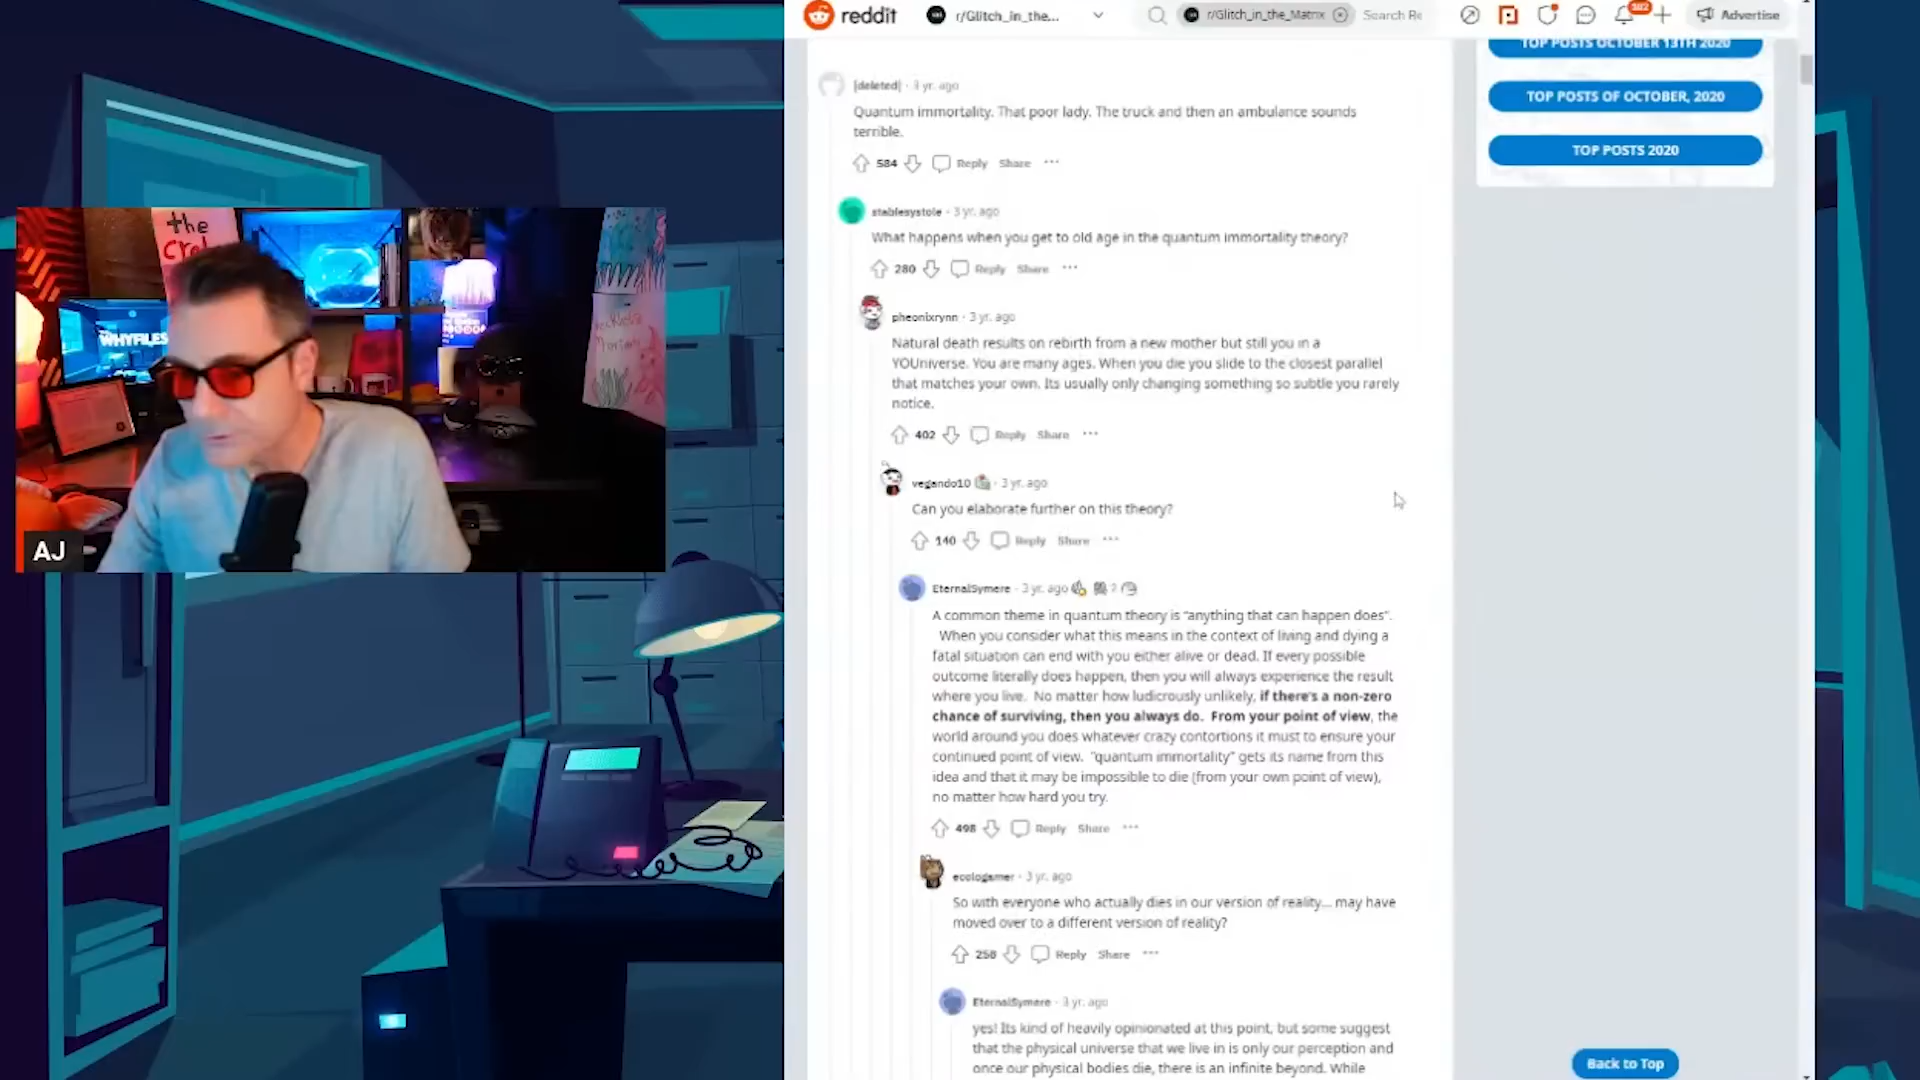 reddit
r/Glitch_in_the...
r/Glitch_in_the_Matrix
Search Re
382
Advertise
TOP POSTS OCTOBER 13TH 2020
TOP POSTS OF OCTOBER, 2020
TOP POSTS 2020
[deleted] · 3 yr. ago
Quantum immortality. That poor lady. The truck and then an ambulance sounds
terrible.
584 Reply Share ...
stablesystole · 3 yr. ago
What happens when you get to old age in the quantum immortality theory?
280 Reply Share ...
pheonixrynn · 3 yr. ago
Natural death results on rebirth from a new mother but still you in a
YOUniverse. You are many ages. When you die you slide to the closest parallel
that matches your own. Its usually only changing something so subtle you rarely
notice.
402 Reply Share ...
vegando10 · 3 yr. ago
Can you elaborate further on this theory?
140 Reply Share ...
EternalSymere · 3 yr. ago 2
A common theme in quantum theory is "anything that can happen does".
When you consider what this means in the context of living and dying a
fatal situation can end with you either alive or dead. If every possible
outcome literally does happen, then you will always experience the result
where you live. No matter how ludicrously unlikely, if there's a non-zero
chance of surviving, then you always do. From your point of view, the
world around you does whatever crazy contortions it must to ensure your
continued point of view. "quantum immortality" gets its name from this
idea and that it may be impossible to die (from your own point of view),
no matter how hard you try.
498 Reply Share ...
ecologamer · 3 yr. ago
So with everyone who actually dies in our version of reality... may have
moved over to a different version of reality?
258 Reply Share ...
EternalSymere · 3 yr. ago
yes! Its kind of heavily opinionated at this point, but some suggest
that the physical universe that we live in is only our perception and
once our physical bodies die, there is an infinite beyond. While
Back to Top
the
WHYFILES
AJ